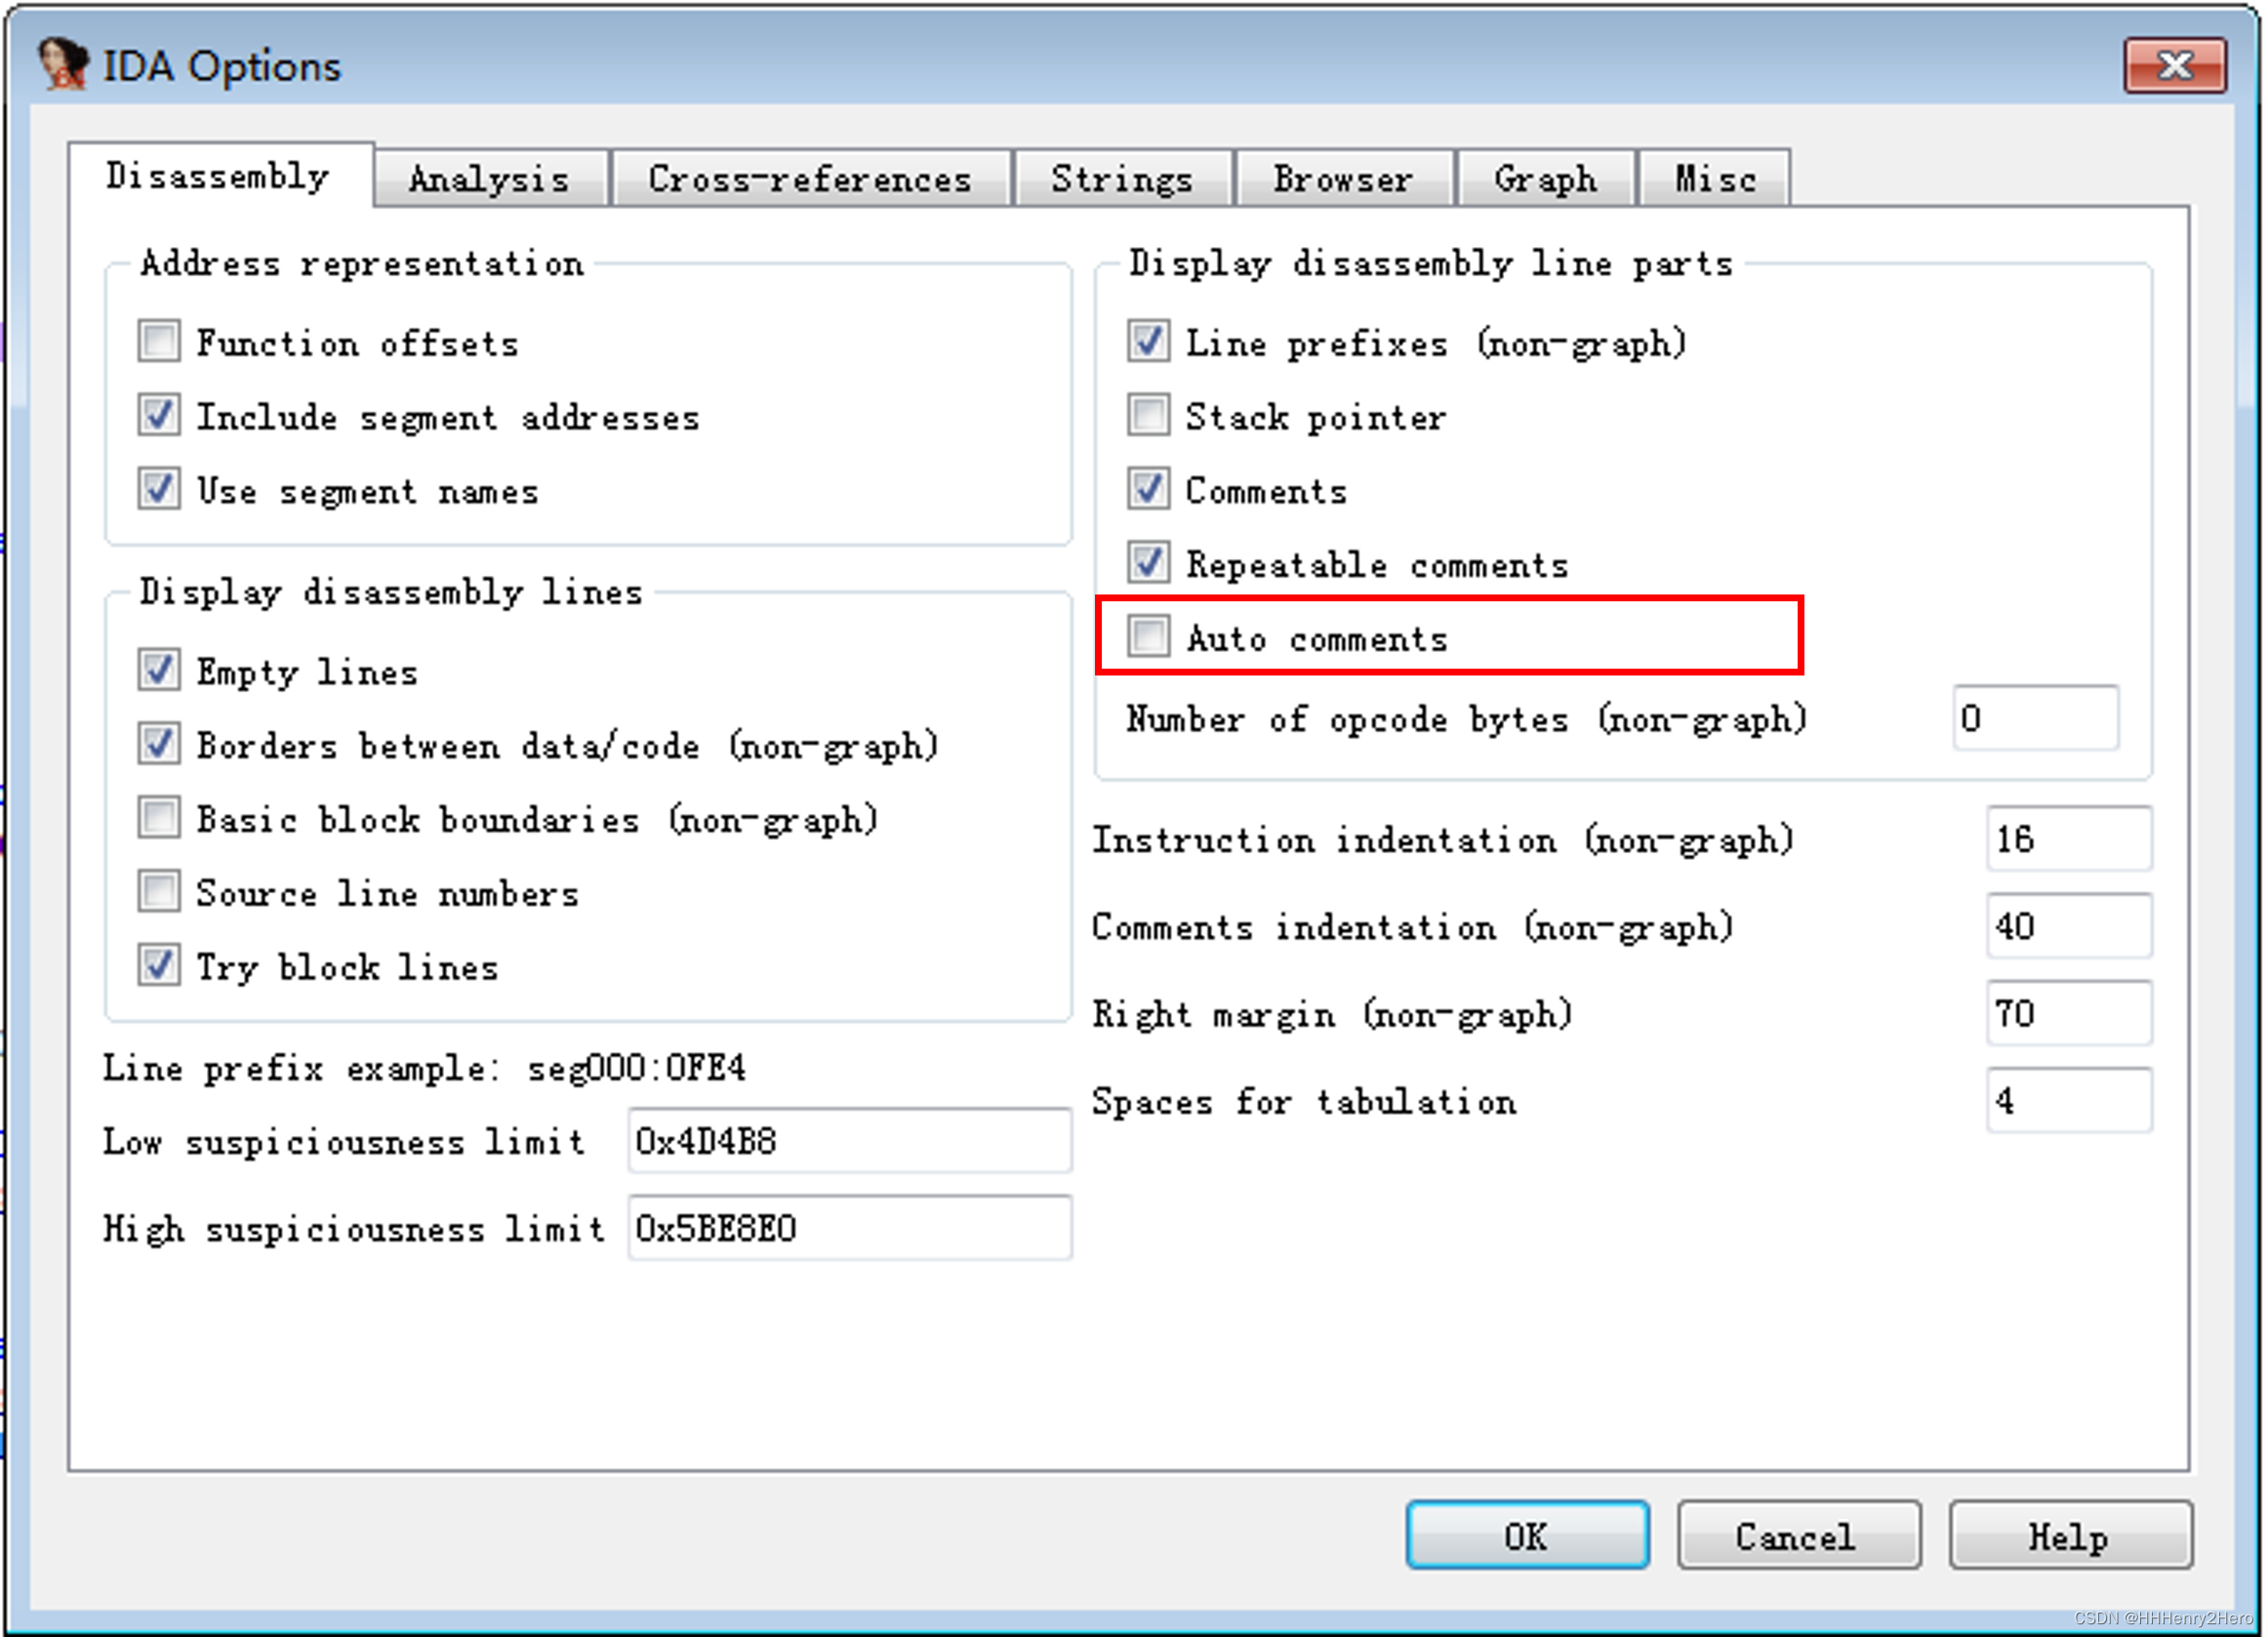 IDA Options
Disassembly
Analysis
Cross-references
Strings
Browser
Graph
Misc
Address representation
Function offsets
Include segment addresses
Use segment names
Display disassembly lines
Empty lines
Borders between data/code (non-graph)
Basic block boundaries (non-graph)
Source line numbers
Try block lines
Line prefix example: seg000:0FE4
Low suspiciousness limit 0x4D4B8
High suspiciousness limit 0x5BE8E0
Display disassembly line parts
Line prefixes (non-graph)
Stack pointer
Comments
Repeatable comments
Auto comments
Number of opcode bytes (non-graph) 0
Instruction indentation (non-graph) 16
Comments indentation (non-graph) 40
Right margin (non-graph) 70
Spaces for tabulation 4
OK
Cancel
Help
CSDN @HHHenry2Hero